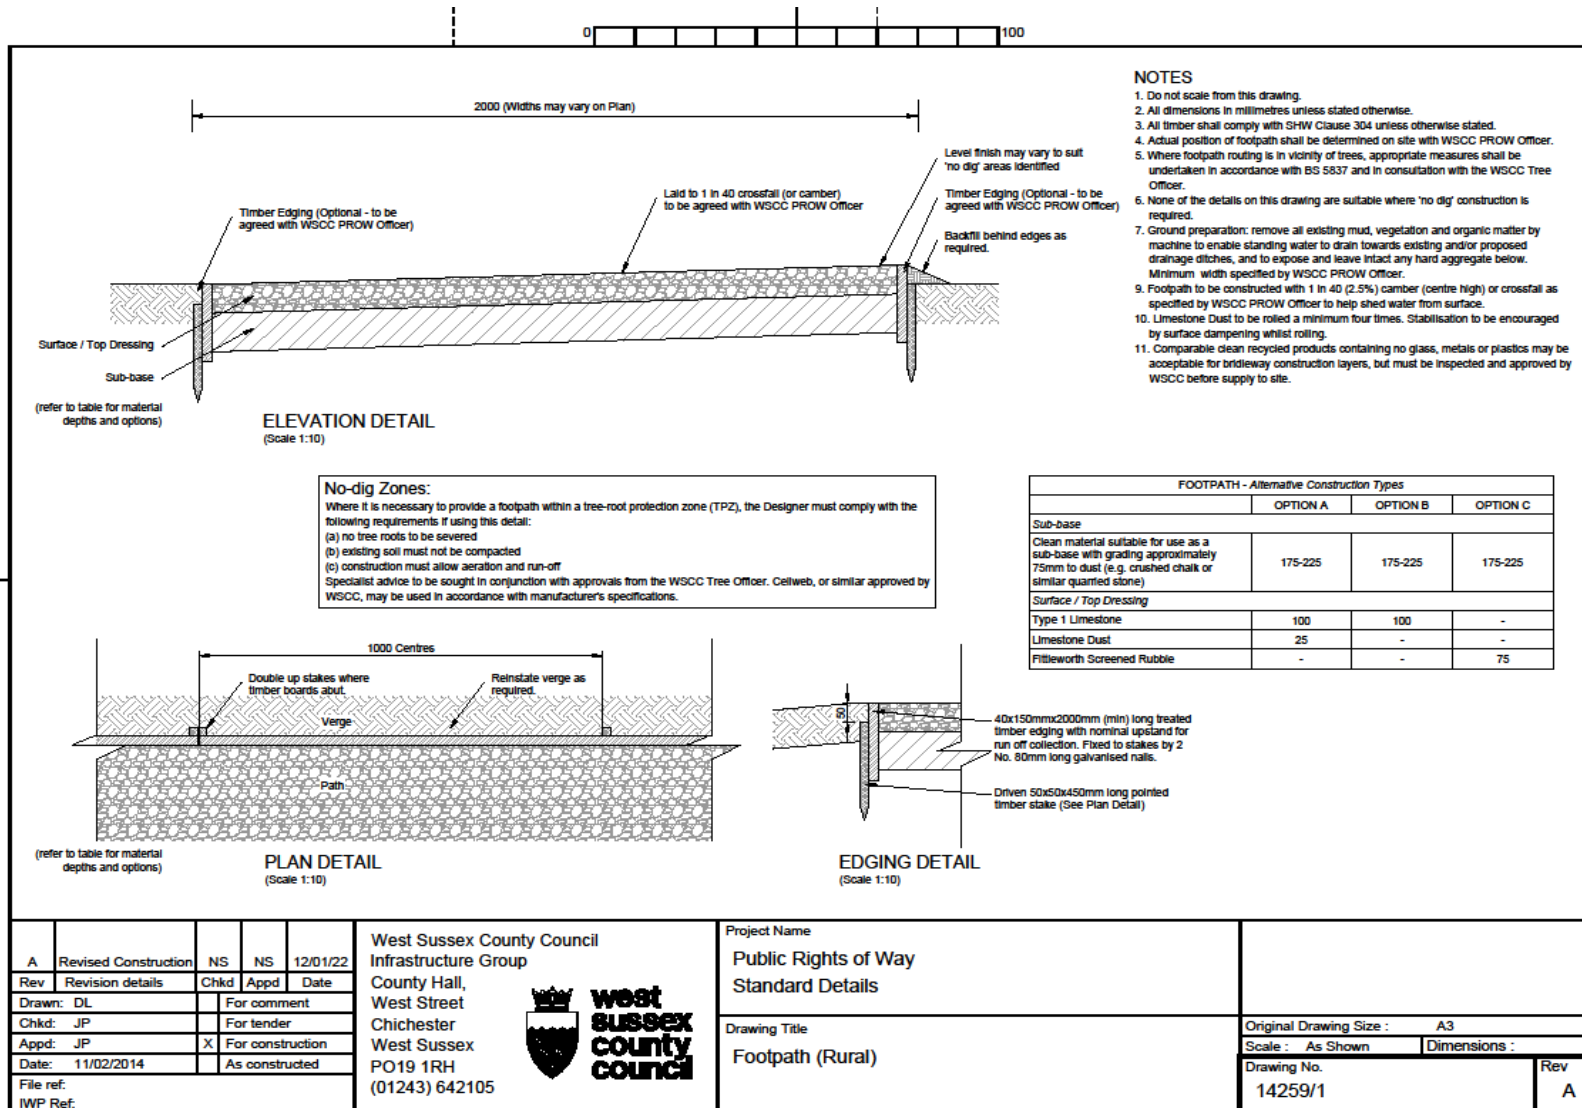 0
100
2000 (Widths may vary on Plan)
Timber Edging (Optional - to be
agreed with WSCC PROW Officer)
Laid to 1 in 40 crossfall (or camber)
to be agreed with WSCC PROW Officer
Level finish may vary to suit
'no dig' areas identified
Timber Edging (Optional - to be
agreed with WSCC PROW Officer)
Backfill behind edges as
required.
Surface / Top Dressing
Sub-base
(refer to table for material
depths and options)
ELEVATION DETAIL
(Scale 1:10)
NOTES
1. Do not scale from this drawing.
2. All dimensions in millimetres unless stated otherwise.
3. All timber shall comply with SHW Clause 304 unless otherwise stated.
4. Actual position of footpath shall be determined on site with WSCC PROW Officer.
5. Where footpath routing is in vicinity of trees, appropriate measures shall be
undertaken in accordance with BS 5837 and in consultation with the WSCC Tree
Officer.
6. None of the details on this drawing are suitable where 'no dig' construction is
required.
7. Ground preparation: remove all existing mud, vegetation and organic matter by
machine to enable standing water to drain towards existing and/or proposed
drainage ditches, and to expose and leave intact any hard aggregate below.
Minimum width specified by WSCC PROW Officer.
9. Footpath to be constructed with 1 in 40 (2.5%) camber (centre high) or crossfall as
specified by WSCC PROW Officer to help shed water from surface.
10. Limestone Dust to be rolled a minimum four times. Stabilisation to be encouraged
by surface dampening whilst rolling.
11. Comparable clean recycled products containing no glass, metals or plastics may be
acceptable for bridleway construction layers, but must be inspected and approved by
WSCC before supply to site.
No-dig Zones:
Where it is necessary to provide a footpath within a tree-root protection zone (TPZ), the Designer must comply with the
following requirements if using this detail:
(a) no tree roots to be severed
(b) existing soil must not be compacted
(c) construction must allow aeration and run-off
Specialist advice to be sought in conjunction with approvals from the WSCC Tree Officer. Cellweb, or similar approved by
WSCC, may be used in accordance with manufacturer's specifications.
FOOTPATH - Alternative Construction Types
OPTION A OPTION B OPTION C
Sub-base
Clean material suitable for use as a
sub-base with grading approximately
75mm to dust (e.g. crushed chalk or
similar quarried stone)
175-225 175-225 175-225
Surface / Top Dressing
Type 1 Limestone 100 100 -
Limestone Dust 25 - -
Fittleworth Screened Rubble - - 75
1000 Centres
Double up stakes where
timber boards abut.
Reinstate verge as
required.
Verge
Path
(refer to table for material
depths and options)
PLAN DETAIL
(Scale 1:10)
50
40x150mmx2000mm (min) long treated
timber edging with nominal upstand for
run off collection. Fixed to stakes by 2
No. 80mm long galvanised nails.
Driven 50x50x450mm long pointed
timber stake (See Plan Detail)
EDGING DETAIL
(Scale 1:10)
A Revised Construction NS NS 12/01/22
Rev Revision details Chkd Appd Date
Drawn: DL For comment
Chkd: JP For tender
Appd: JP X For construction
Date: 11/02/2014 As constructed
File ref:
IWP Ref:
West Sussex County Council
Infrastructure Group
County Hall,
West Street
Chichester
West Sussex
PO19 1RH
(01243) 642105
west
sussex
county
council
Project Name
Public Rights of Way
Standard Details
Drawing Title
Footpath (Rural)
Original Drawing Size : A3
Scale : As Shown Dimensions :
Drawing No.
14259/1
Rev
A